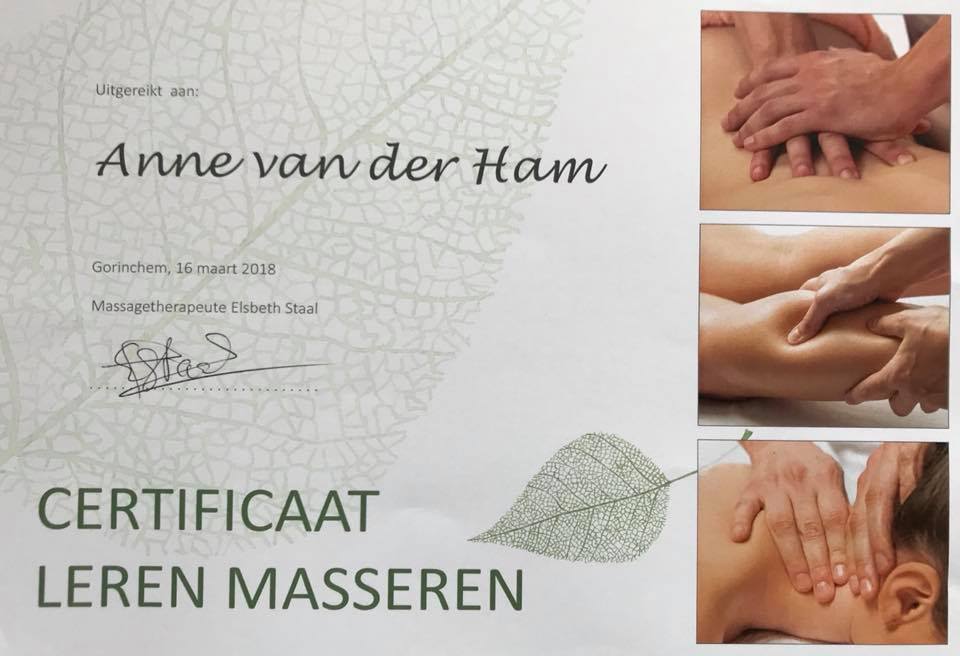 Uitgereikt aan:
Anne van der Ham
Gorinchem, 16 maart 2018
Massagetherapeute Elsbeth Staal
EStaal
CERTIFICAAT
LEREN MASSEREN